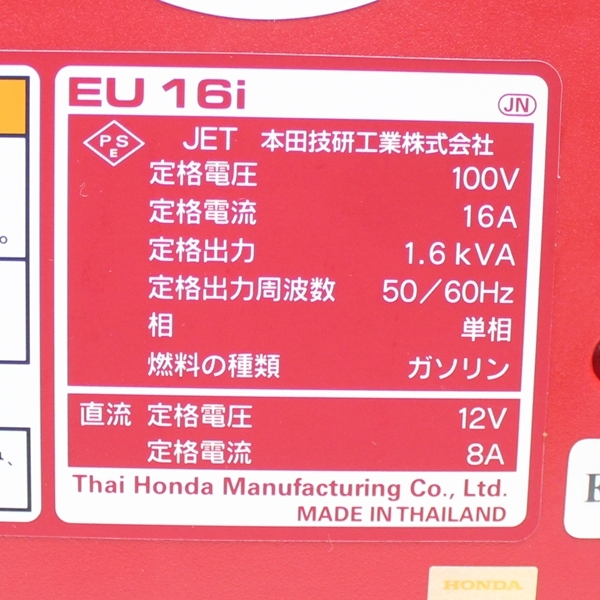 EU 16i
JN
PSE JET 本田技研工業株式会社
定格電圧 100V
定格電流 16A
定格出力 1.6 kVA
定格出力周波数 50／60Hz
相 単相
燃料の種類 ガソリン
直流 定格電圧 12V
定格電流 8A
Thai Honda Manufacturing Co., Ltd.
MADE IN THAILAND
HONDA